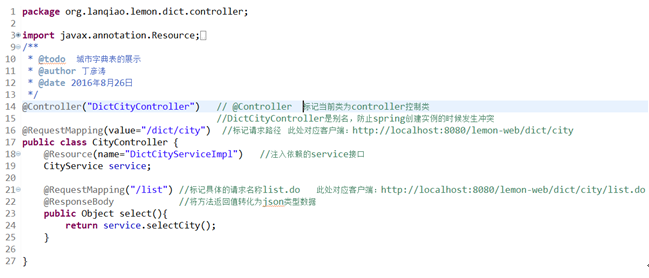 1 package org.lanqiao.lemon.dict.controller;
2
3 import javax.annotation.Resource;
9 /**
10 * @todo 城市字典表的展示
11 * @author 丁彦涛
12 * @date 2016年8月26日
13 */
14 @Controller("DictCityController") // @Controller 标记当前类为controller控制类
15 //DictCityController是别名，防止spring创建实例的时候发生冲突
16 @RequestMapping(value="/dict/city") //标记请求路径 此处对应客户端：http://localhost:8080/lemon-web/dict/city
17 public class CityController {
18 @Resource(name="DictCityServiceImpl") //注入依赖的service接口
19 CityService service;
20
21 @RequestMapping("/list") //标记具体的请求名称list.do 此处对应客户端：http://localhost:8080/lemon-web/dict/city/list.do
22 @ResponseBody //将方法返回值转化为json类型数据
23 public Object select(){
24 return service.selectCity();
25 }
26
27 }